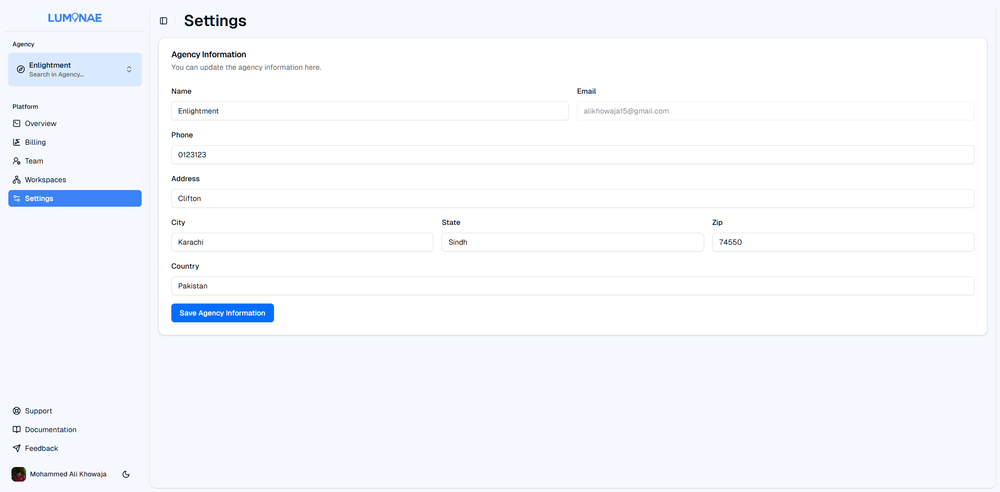 LUMONAE
Agency
Enlightment
Search in Agency...
Platform
Overview
Billing
Team
Workspaces
Settings
Support
Documentation
Feedback
Mohammed Ali Khowaja
Settings
Agency Information
You can update the agency information here.
Name
Email
Enlightment
alikhowaja15@gmail.com
Phone
0123123
Address
Clifton
City
State
Zip
Karachi
Sindh
74550
Country
Pakistan
Save Agency Information